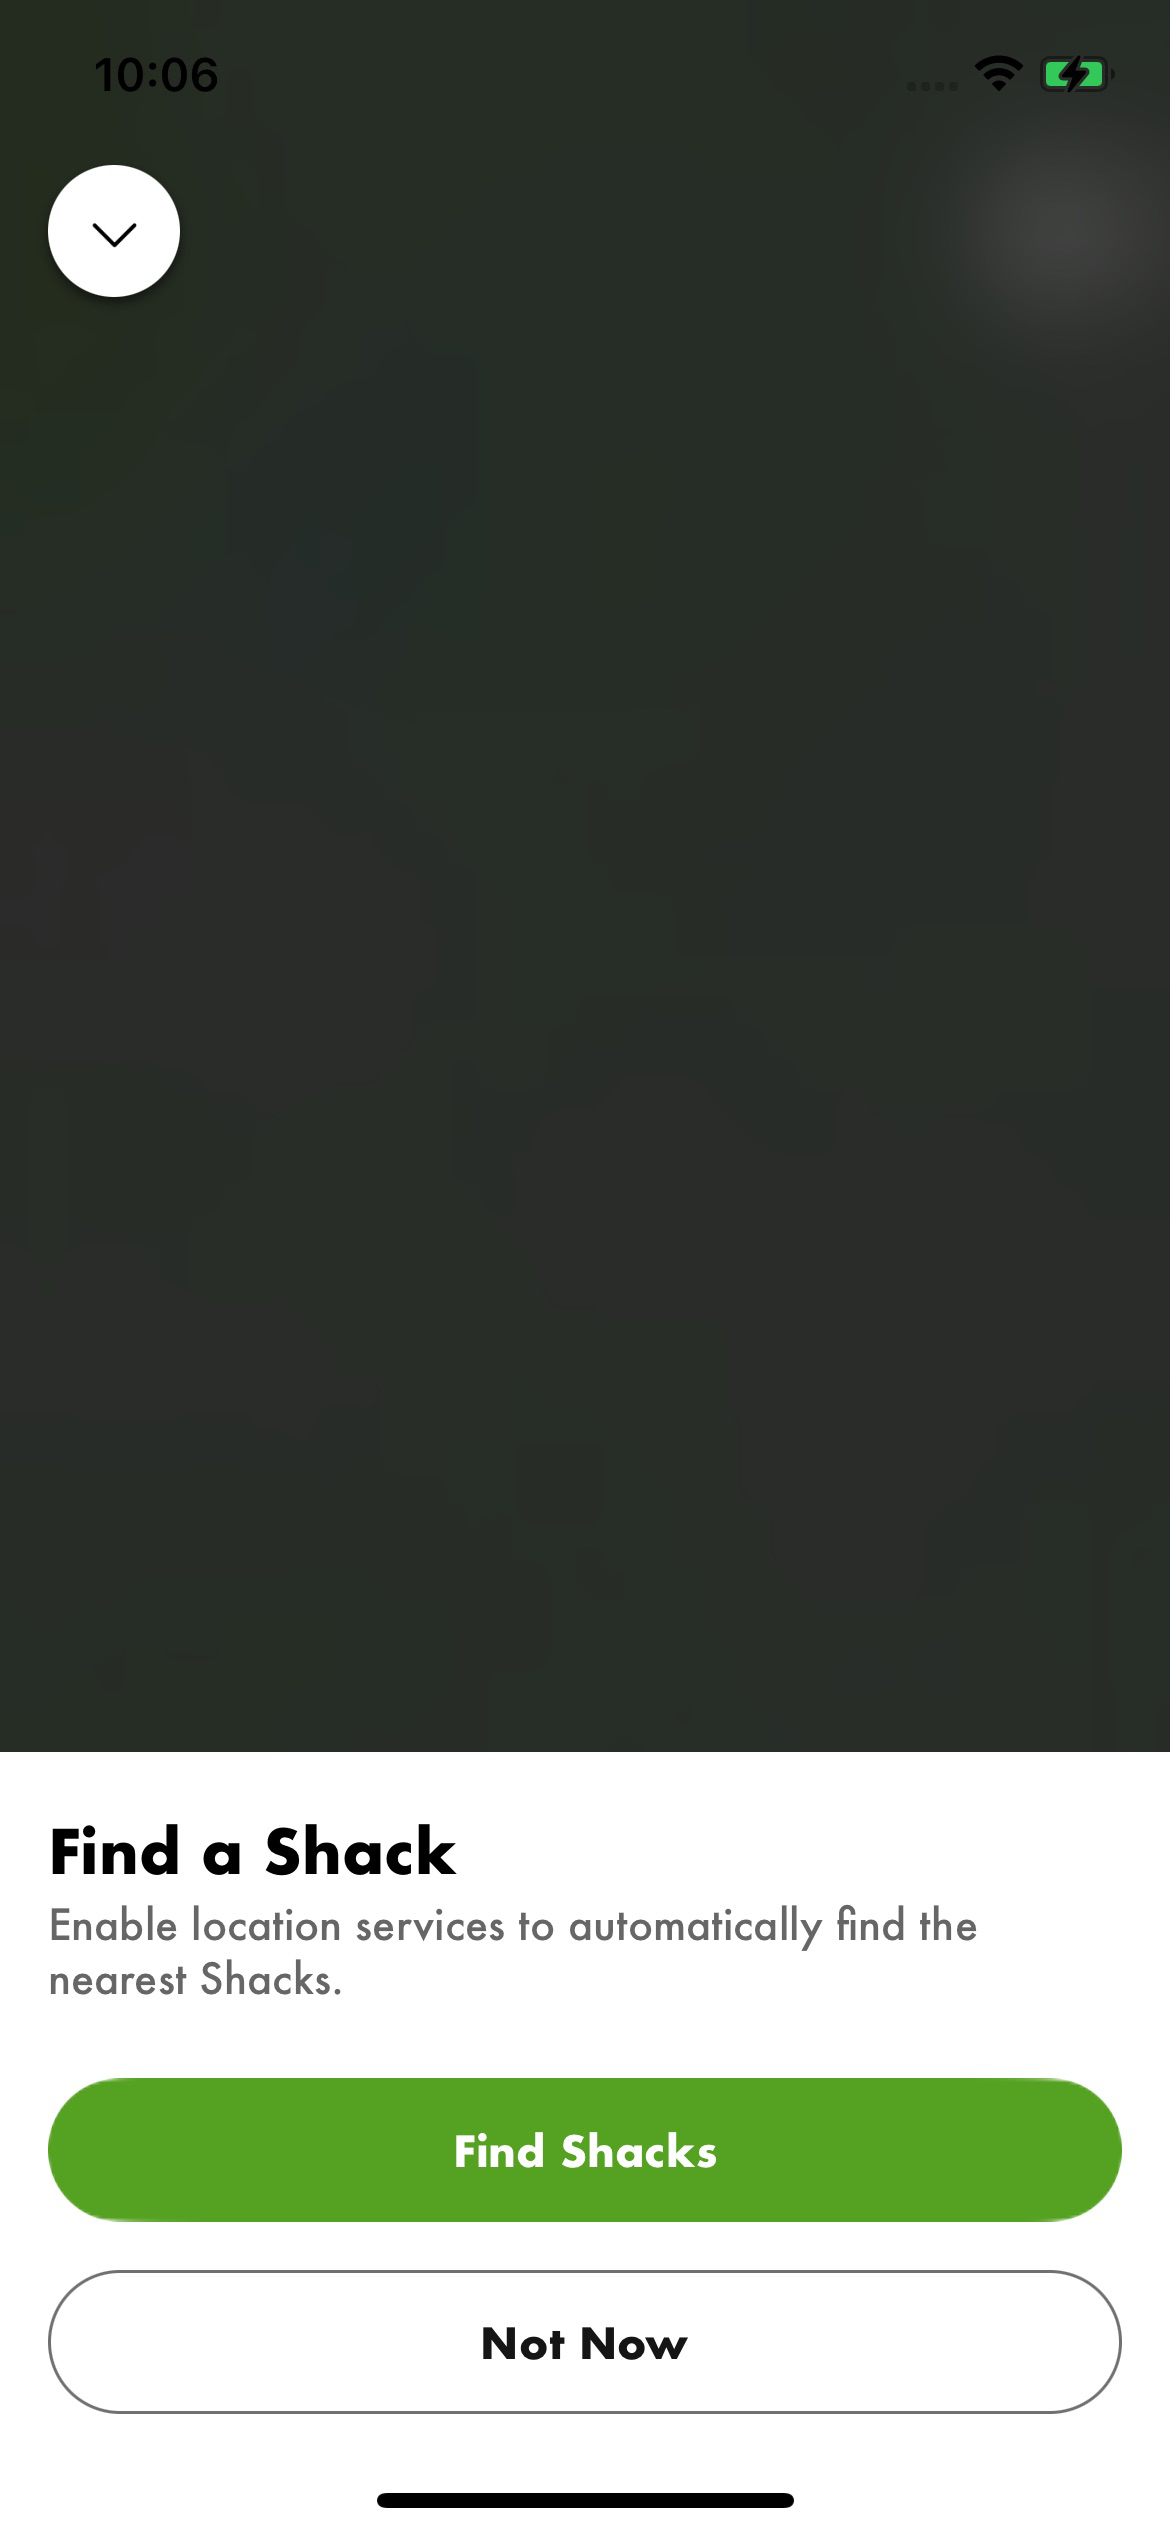 10:06
Find a Shack
Enable location services to automatically find the
nearest Shacks.
Find Shacks
Not Now